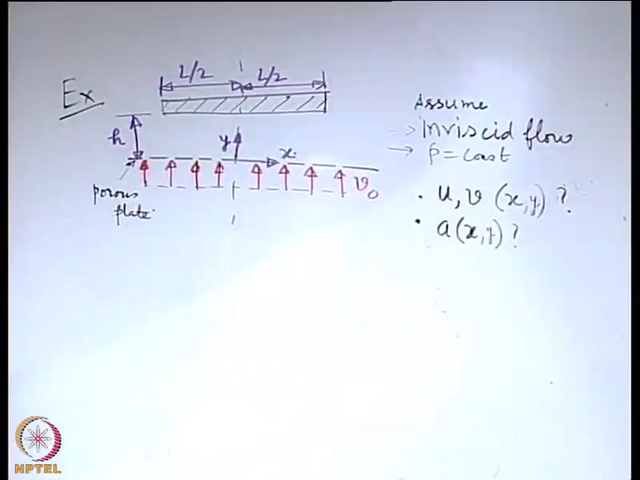 Ex
L/2 L/2
h
y
x
porous
plate
v₀
Assume
→ Inviscid flow
→ ρ = const
• u, v (x,y) ?
• a(x,y) ?
NPTEL